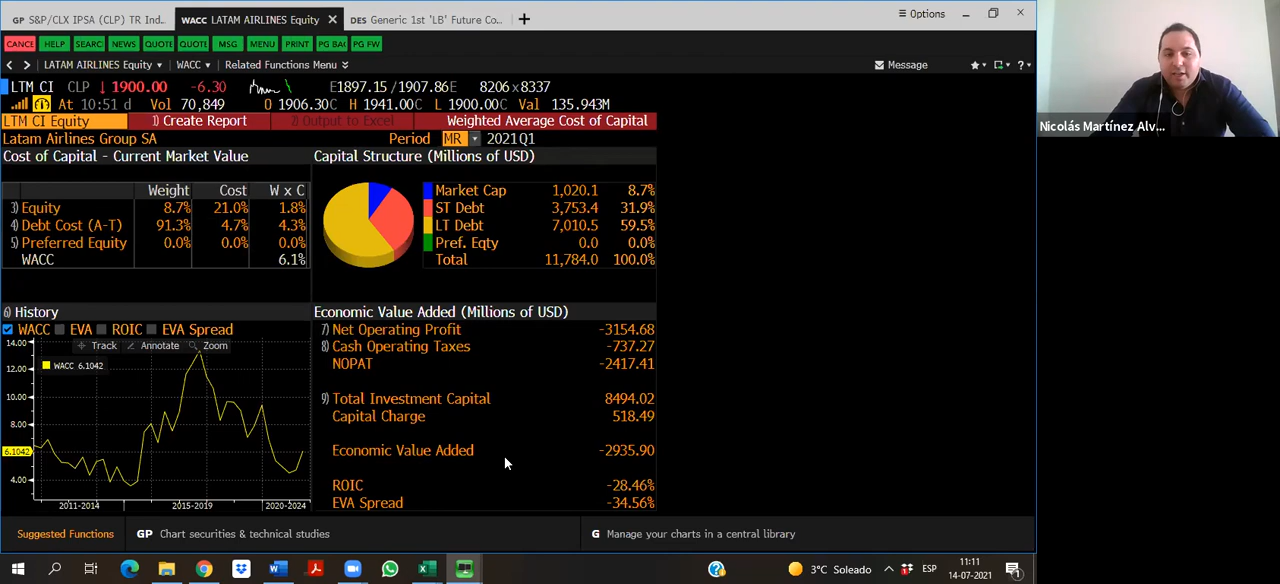 GP S&P/CLX IPSA (CLP) TR Ind...
WACC LATAM AIRLINES Equity
DES Generic 1st 'LB' Future Co...
Options
CANCE HELP SEARC NEWS QUOTE QUOTE MSG MENU PRINT PG BAC PG FW
LATAM AIRLINES Equity WACC Related Functions Menu Message
LTM CI CLP ↓ 1900.00 -6.30 E1897.15 / 1907.86E 8206 x 8337
At 10:51 d Vol 70,849 O 1906.30C H 1941.00C L 1900.00C Val 135.943M
LTM CI Equity 1) Create Report 2) Output to Excel Weighted Average Cost of Capital
Latam Airlines Group SA Period MR 2021Q1
Cost of Capital - Current Market Value
Weight Cost W x C
3) Equity 8.7% 21.0% 1.8%
4) Debt Cost (A-T) 91.3% 4.7% 4.3%
5) Preferred Equity 0.0% 0.0% 0.0%
WACC 6.1%
Capital Structure (Millions of USD)
Market Cap 1,020.1 8.7%
ST Debt 3,753.4 31.9%
LT Debt 7,010.5 59.5%
Pref. Eqty 0.0 0.0%
Total 11,784.0 100.0%
6) History
WACC EVA ROIC EVA Spread
Track Annotate Zoom
WACC 6.1042
14.00
12.00
10.00
8.00
6.1042
4.00
2011-2014 2015-2019 2020-2024
Economic Value Added (Millions of USD)
7) Net Operating Profit -3154.68
8) Cash Operating Taxes -737.27
NOPAT -2417.41
9) Total Investment Capital 8494.02
Capital Charge 518.49
Economic Value Added -2935.90
ROIC -28.46%
EVA Spread -34.56%
Suggested Functions GP Chart securities & technical studies G Manage your charts in a central library
3°C Soleado ESP 11:11
14-07-2021
Nicolás Martínez Alv...